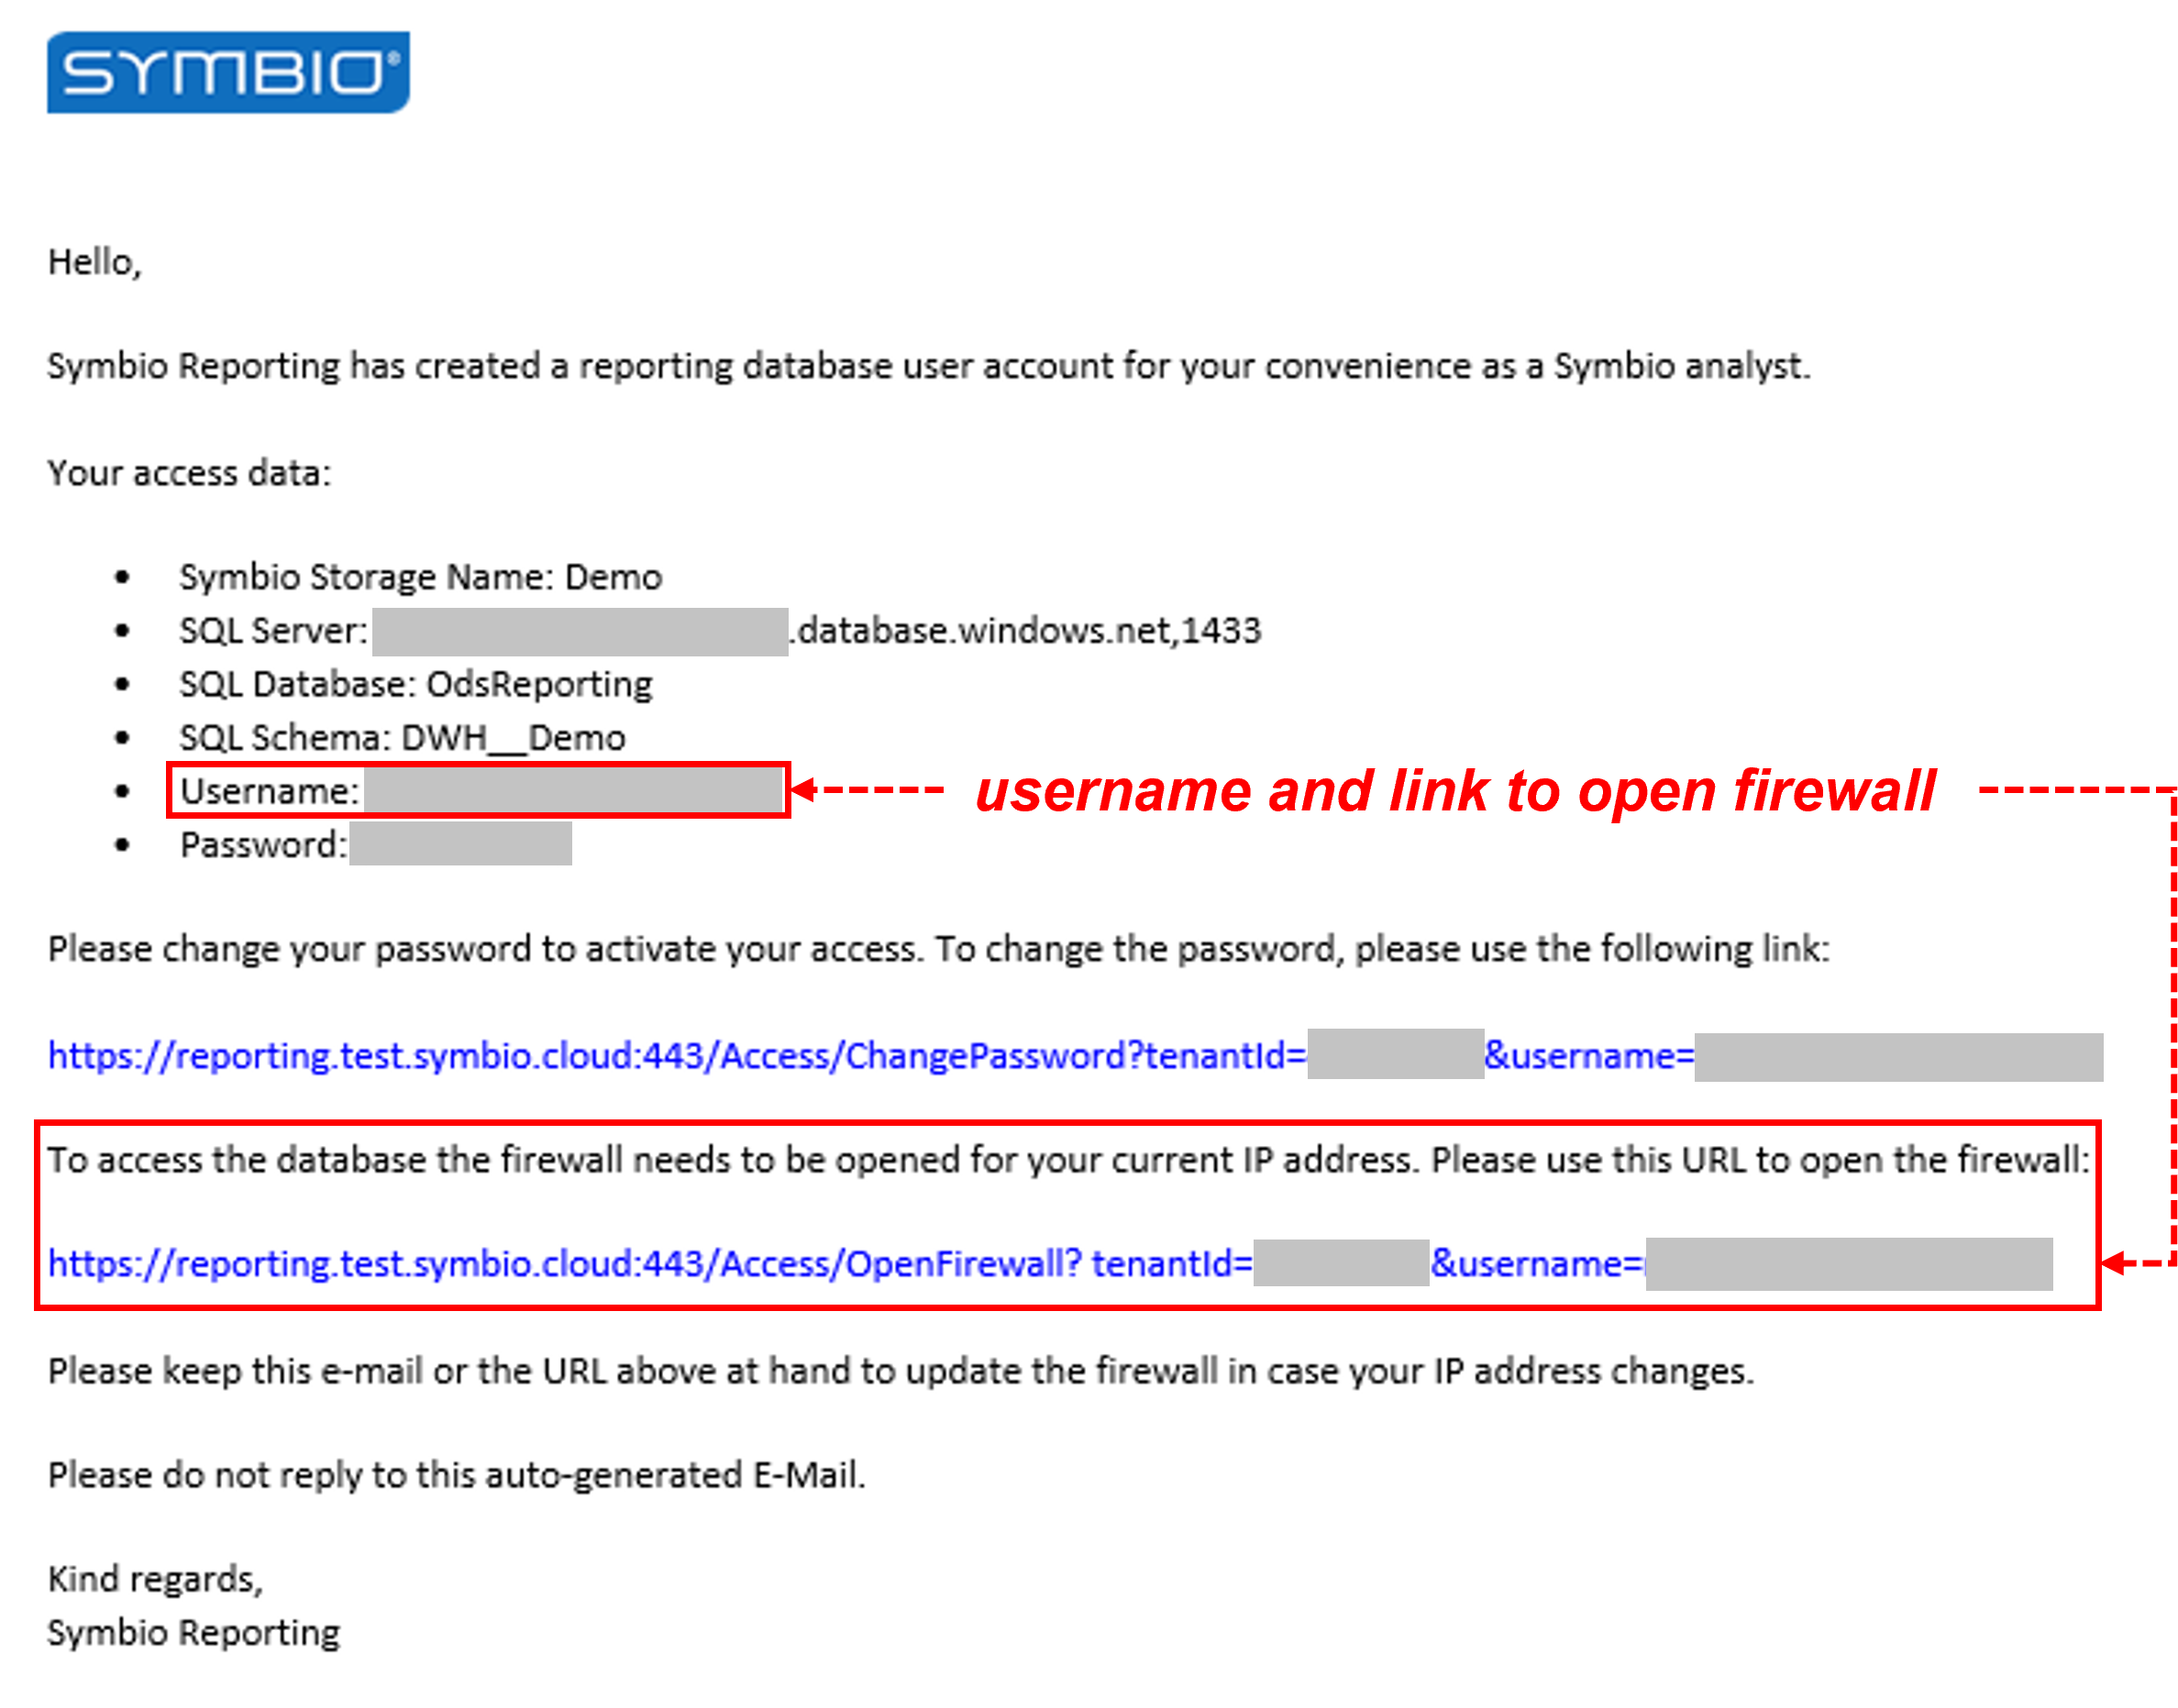 SYMBIO®
Hello,
Symbio Reporting has created a reporting database user account for your convenience as a Symbio analyst.
Your access data:
• Symbio Storage Name: Demo
• SQL Server: .database.windows.net,1433
• SQL Database: OdsReporting
• SQL Schema: DWH__Demo
• Username:
username and link to open firewall
• Password:
Please change your password to activate your access. To change the password, please use the following link:
https://reporting.test.symbio.cloud:443/Access/ChangePassword?tenantId= &username=
To access the database the firewall needs to be opened for your current IP address. Please use this URL to open the firewall:
https://reporting.test.symbio.cloud:443/Access/OpenFirewall? tenantId= &username=
Please keep this e-mail or the URL above at hand to update the firewall in case your IP address changes.
Please do not reply to this auto-generated E-Mail.
Kind regards,
Symbio Reporting